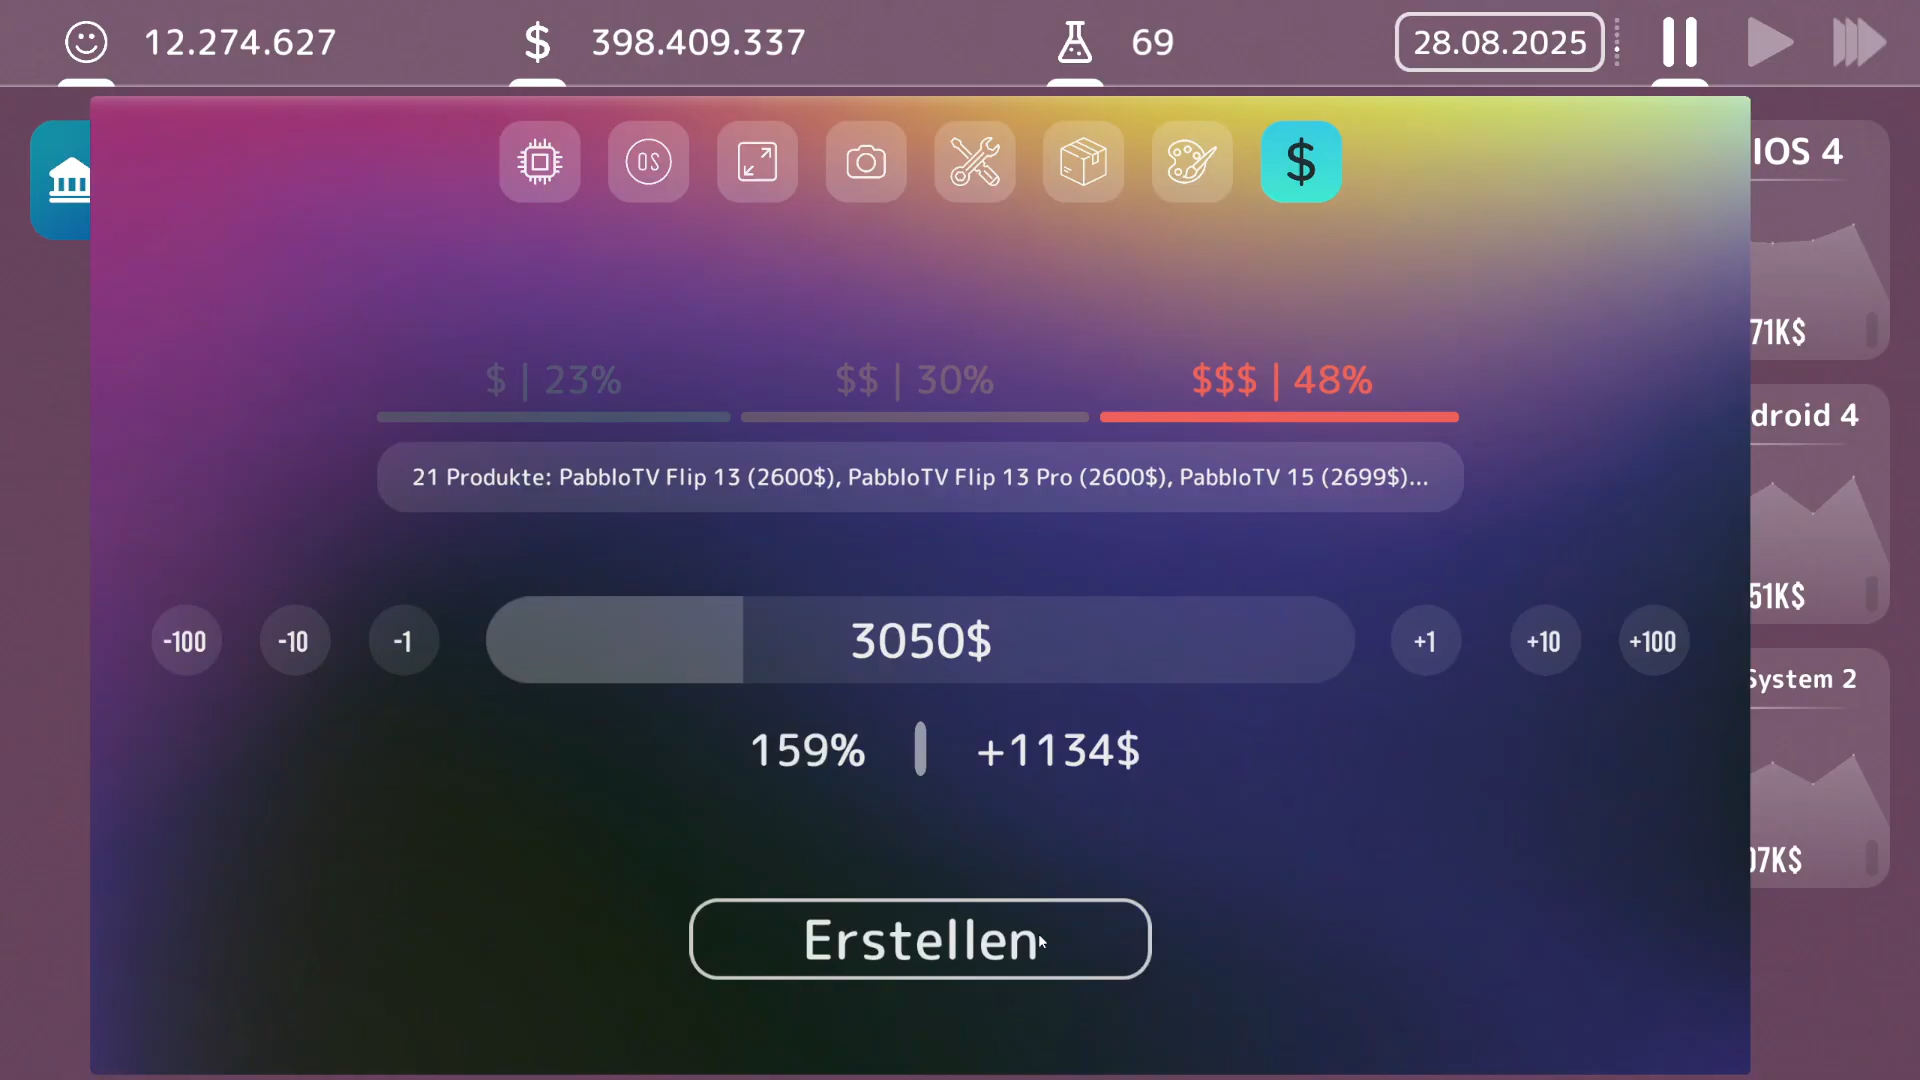 12.274.627
$ 398.409.337
69
28.08.2025
OS
$
IOS 4
71K$
$ | 23%
$$ | 30%
$$$ | 48%
droid 4
21 Produkte: PabbloTV Flip 13 (2600$), PabbloTV Flip 13 Pro (2600$), PabbloTV 15 (2699$)...
51K$
-100
-10
-1
3050$
+1
+10
+100
System 2
159%
+1134$
07K$
Erstellen